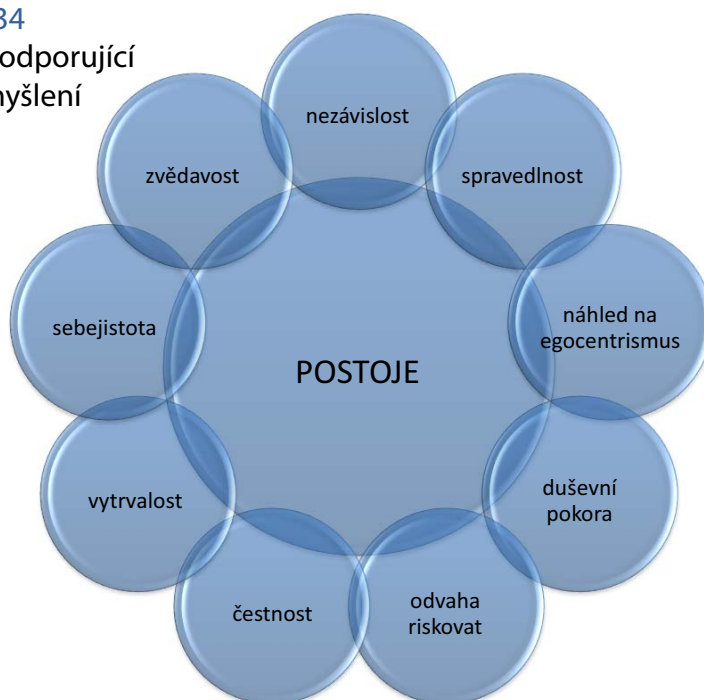 34
odporující
myšlení
nezávislost
spravedlnost
náhled na
egocentrismus
duševní
pokora
odvaha
riskovat
čestnost
vytrvalost
sebejistota
zvědavost
POSTOJE